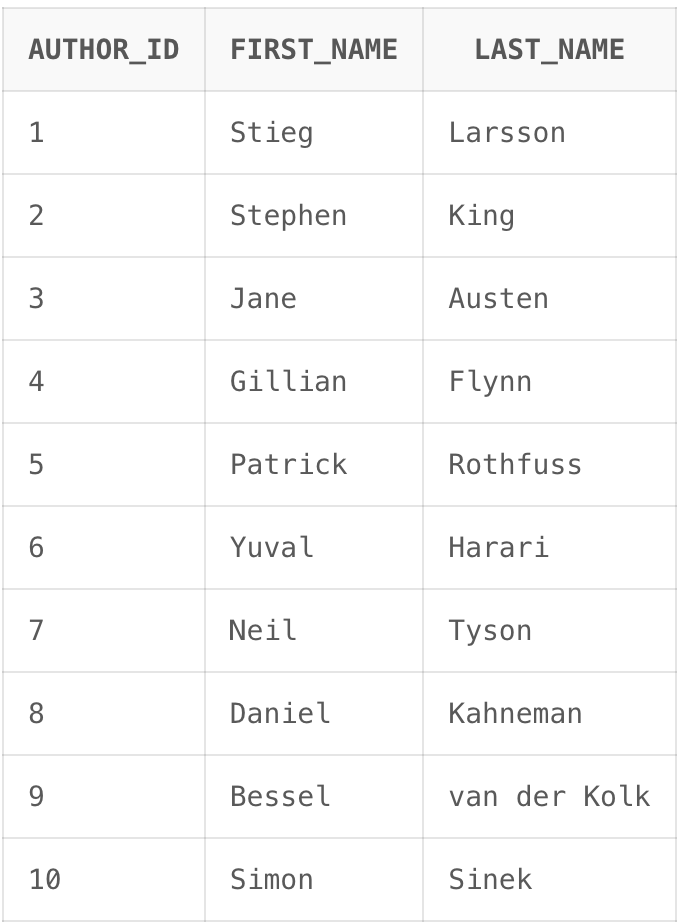 AUTHOR_ID FIRST_NAME LAST_NAME
1 Stieg Larsson
2 Stephen King
3 Jane Austen
4 Gillian Flynn
5 Patrick Rothfuss
6 Yuval Harari
7 Neil Tyson
8 Daniel Kahneman
9 Bessel van der Kolk
10 Simon Sinek